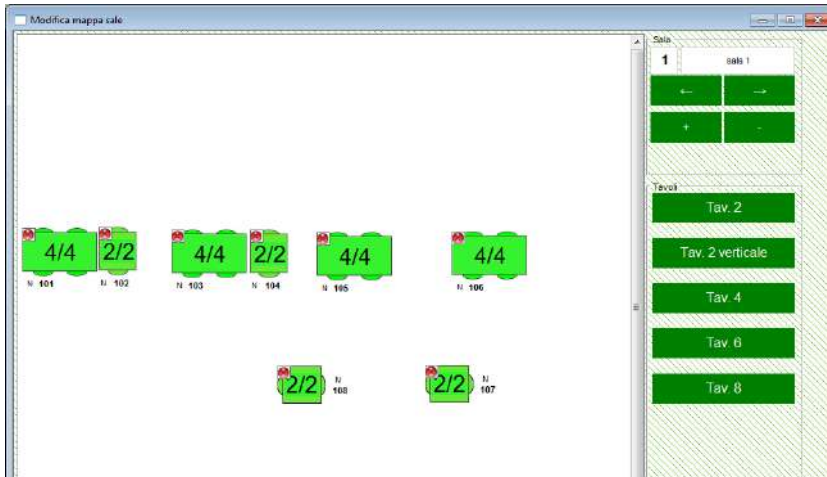 Modifica mappa sale
Sala
1 sala 1
← →
+ -
Tavoli
Tav. 2
Tav. 2 verticale
Tav. 4
Tav. 6
Tav. 8
4/4 2/2 4/4 2/2 4/4 4/4
N 101 N 102 N 103 N 104 N 105 N 106
2/2 N 108 2/2 N 107